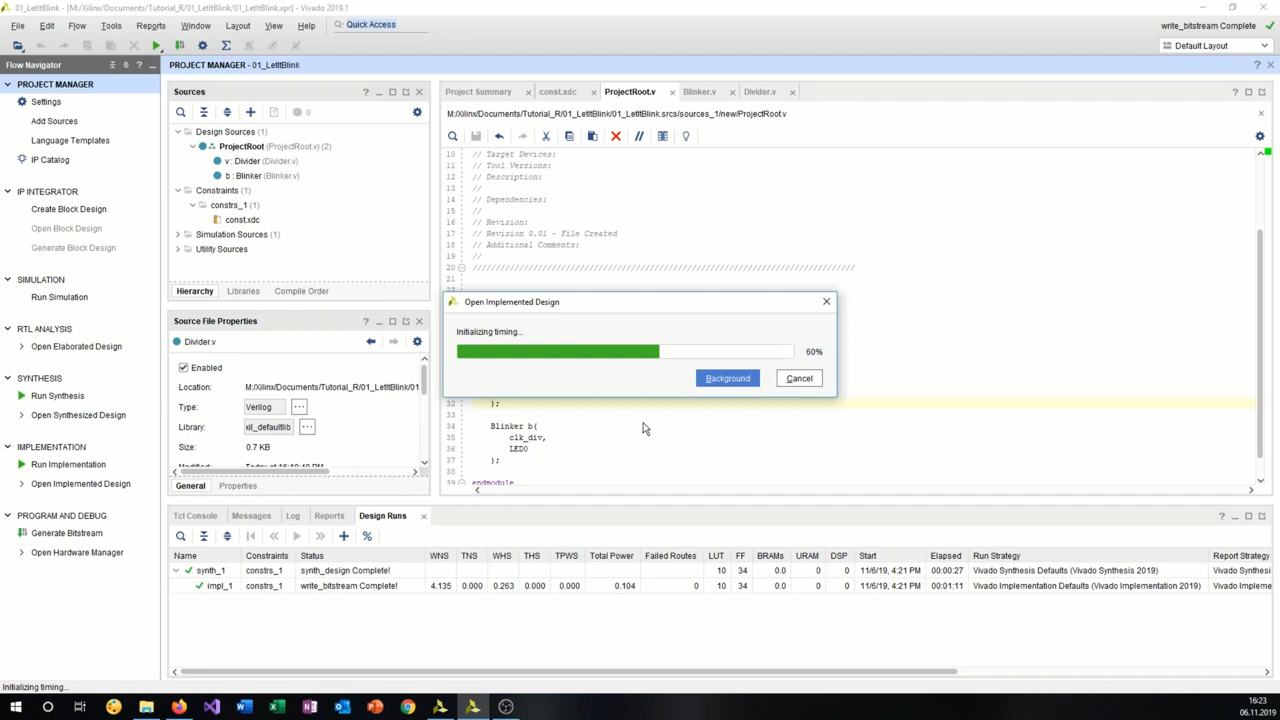 01_LetItBlink - [M:/Xilinx/Documents/Tutorial_R/01_LetItBlink/01_LetItBlink.xpr] - Vivado 2019.1
File Edit Flow Tools Reports Window Layout View Help Quick Access
write_bitstream Complete
Default Layout
Flow Navigator
PROJECT MANAGER - 01_LetItBlink
PROJECT MANAGER
Settings
Add Sources
Language Templates
IP Catalog
IP INTEGRATOR
Create Block Design
Open Block Design
Generate Block Design
SIMULATION
Run Simulation
RTL ANALYSIS
Open Elaborated Design
SYNTHESIS
Run Synthesis
Open Synthesized Design
IMPLEMENTATION
Run Implementation
Open Implemented Design
PROGRAM AND DEBUG
Generate Bitstream
Open Hardware Manager
Sources
0
Design Sources (1)
ProjectRoot (ProjectRoot.v) (2)
v : Divider (Divider.v)
b : Blinker (Blinker.v)
Constraints (1)
constrs_1 (1)
const.xdc
Simulation Sources (1)
Utility Sources
Hierarchy Libraries Compile Order
Source File Properties
Divider.v
Enabled
Location: M:/Xilinx/Documents/Tutorial_R/01_LetItBlink/01
Type: Verilog
Library: xil_defaultlib
Size: 0.7 KB
General Properties
Project Summary const.xdc ProjectRoot.v Blinker.v Divider.v
M:/Xilinx/Documents/Tutorial_R/01_LetItBlink/01_LetItBlink.srcs/sources_1/new/ProjectRoot.v
10 // Target Devices:
11 // Tool Versions:
12 // Description:
13 //
14 // Dependencies:
15 //
16 // Revision:
17 // Revision 0.01 - File Created
18 // Additional Comments:
19 //
20 //////////////////////////////////////////////////////////////////////////////////
21
Open Implemented Design
Initializing timing...
60%
Background Cancel
32 );
33
34 Blinker b(
35 clk_div,
36 LED0
37 );
38
39 endmodule
Tcl Console Messages Log Reports Design Runs
Name Constraints Status WNS TNS WHS THS TPWS Total Power Failed Routes LUT FF BRAMs URAM DSP Start Elapsed Run Strategy Report Strategy
synth_1 constrs_1 synth_design Complete! 10 34 0.0 0 0 11/6/19, 4:21 PM 00:00:27 Vivado Synthesis Defaults (Vivado Synthesis 2019) Vivado Synthesi
impl_1 constrs_1 write_bitstream Complete! 4.135 0.000 0.263 0.000 0.000 0.104 0 10 34 0.0 0 0 11/6/19, 4:21 PM 00:01:11 Vivado Implementation Defaults (Vivado Implementation 2019) Vivado Impleme
Initializing timing...
16:23
06.11.2019